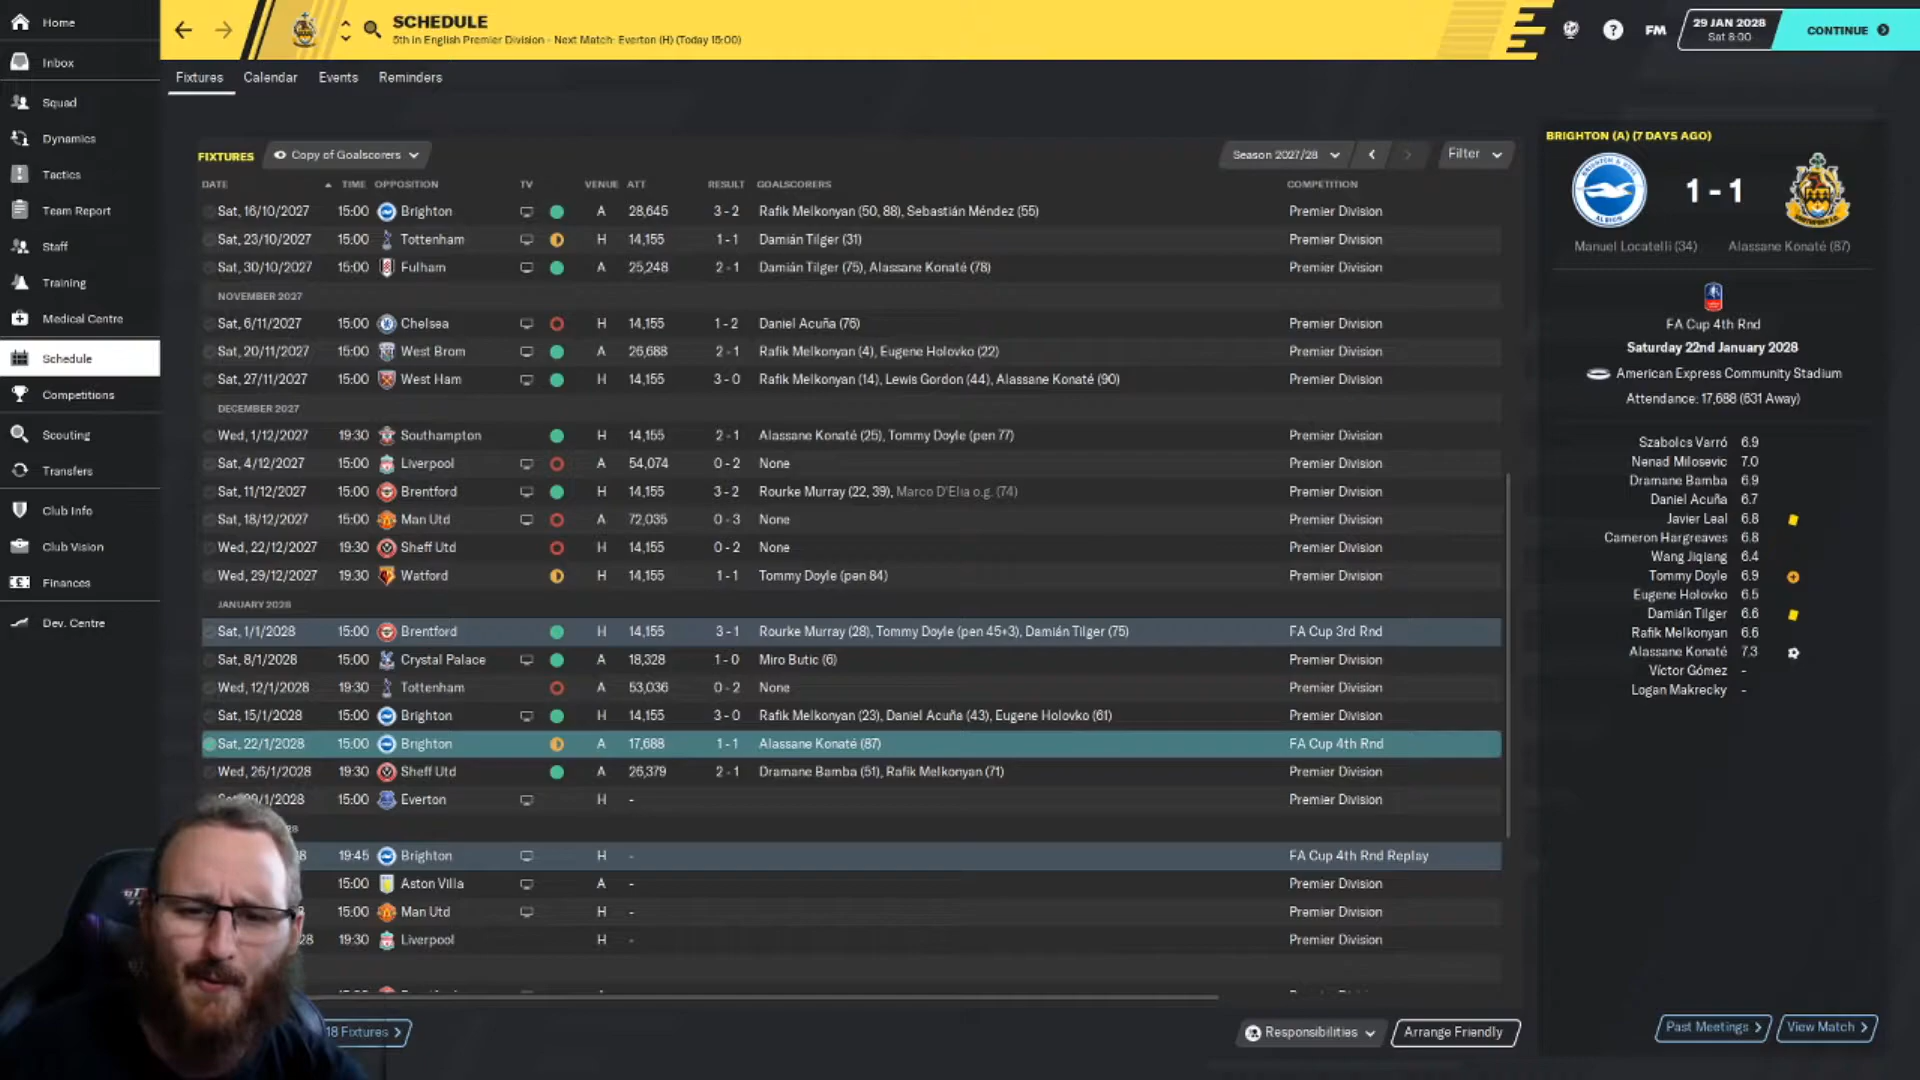 Home
SCHEDULE
5th in English Premier Division - Next Match: Everton (H) (Today 15:00)
FM
29 JAN 2028
Sat 8:00
CONTINUE
Inbox
Fixtures Calendar Events Reminders
Squad
Dynamics
Tactics
Team Report
Staff
Training
Medical Centre
Schedule
Competitions
Scouting
Transfers
Club Info
Club Vision
Finances
Dev. Centre
FIXTURES Copy of Goalscorers Season 2027/28 Filter
DATE TIME OPPOSITION TV VENUE ATT RESULT GOALSCORERS COMPETITION
Sat, 16/10/2027 15:00 Brighton A 28,645 3 - 2 Rafik Melkonyan (50, 88), Sebastián Méndez (55) Premier Division
Sat, 23/10/2027 15:00 Tottenham H 14,155 1 - 1 Damián Tilger (31) Premier Division
Sat, 30/10/2027 15:00 Fulham A 25,248 2 - 1 Damián Tilger (75), Alassane Konaté (78) Premier Division
NOVEMBER 2027
Sat, 6/11/2027 15:00 Chelsea H 14,155 1 - 2 Daniel Acuña (76) Premier Division
Sat, 20/11/2027 15:00 West Brom A 26,688 2 - 1 Rafik Melkonyan (4), Eugene Holovko (22) Premier Division
Sat, 27/11/2027 15:00 West Ham H 14,155 3 - 0 Rafik Melkonyan (14), Lewis Gordon (44), Alassane Konaté (90) Premier Division
DECEMBER 2027
Wed, 1/12/2027 19:30 Southampton H 14,155 2 - 1 Alassane Konaté (25), Tommy Doyle (pen 77) Premier Division
Sat, 4/12/2027 15:00 Liverpool A 54,074 0 - 2 None Premier Division
Sat, 11/12/2027 15:00 Brentford H 14,155 3 - 2 Rourke Murray (22, 39), Marco D'Elia o.g. (74) Premier Division
Sat, 18/12/2027 15:00 Man Utd A 72,035 0 - 3 None Premier Division
Wed, 22/12/2027 19:30 Sheff Utd H 14,155 0 - 2 None Premier Division
Wed, 29/12/2027 19:30 Watford H 14,155 1 - 1 Tommy Doyle (pen 84) Premier Division
JANUARY 2028
Sat, 1/1/2028 15:00 Brentford H 14,155 3 - 1 Rourke Murray (28), Tommy Doyle (pen 45+3), Damián Tilger (75) FA Cup 3rd Rnd
Sat, 8/1/2028 15:00 Crystal Palace A 18,328 1 - 0 Miro Butic (6) Premier Division
Wed, 12/1/2028 19:30 Tottenham A 53,036 0 - 2 None Premier Division
Sat, 15/1/2028 15:00 Brighton H 14,155 3 - 0 Rafik Melkonyan (23), Daniel Acuña (43), Eugene Holovko (61) Premier Division
Sat, 22/1/2028 15:00 Brighton A 17,688 1 - 1 Alassane Konaté (87) FA Cup 4th Rnd
Wed, 26/1/2028 19:30 Sheff Utd A 26,379 2 - 1 Dramane Bamba (51), Rafik Melkonyan (71) Premier Division
15:00 Everton H - Premier Division
19:45 Brighton H - FA Cup 4th Rnd Replay
15:00 Aston Villa A - Premier Division
15:00 Man Utd H - Premier Division
19:30 Liverpool H - Premier Division
18 Fixtures
Responsibilities
Arrange Friendly
BRIGHTON (A) (7 DAYS AGO)
1 - 1
Manuel Locatelli (34) Alassane Konaté (87)
FA Cup 4th Rnd
Saturday 22nd January 2028
American Express Community Stadium
Attendance: 17,688 (631 Away)
Szabolcs Varró 6.9
Nenad Milosevic 7.0
Dramane Bamba 6.9
Daniel Acuña 6.7
Javier Leal 6.8
Cameron Hargreaves 6.8
Wang Jiqiang 6.4
Tommy Doyle 6.9
Eugene Holovko 6.5
Damián Tilger 6.6
Rafik Melkonyan 6.6
Alassane Konaté 7.3
Víctor Gómez -
Logan Makrecky -
Past Meetings
View Match